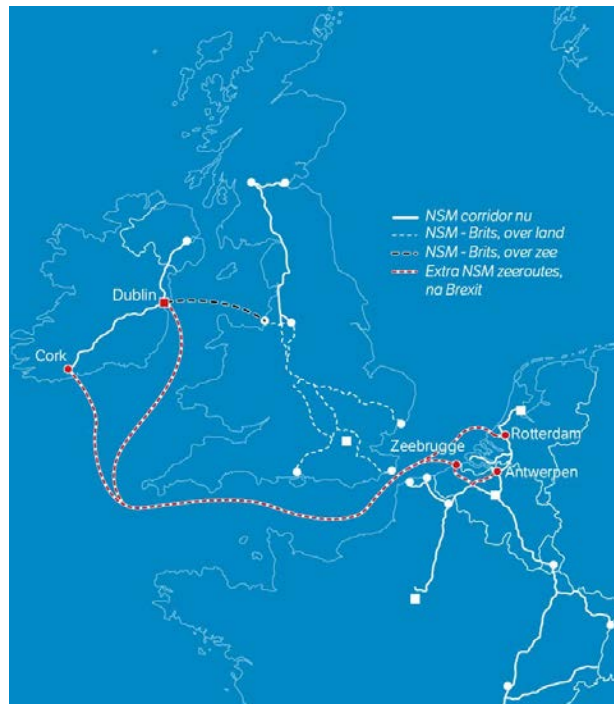 NSM corridor nu
NSM - Brits, over land
NSM - Brits, over zee
Extra NSM zeeroutes,
na Brexit
Dublin
Cork
Zeebrugge
Rotterdam
Antwerpen